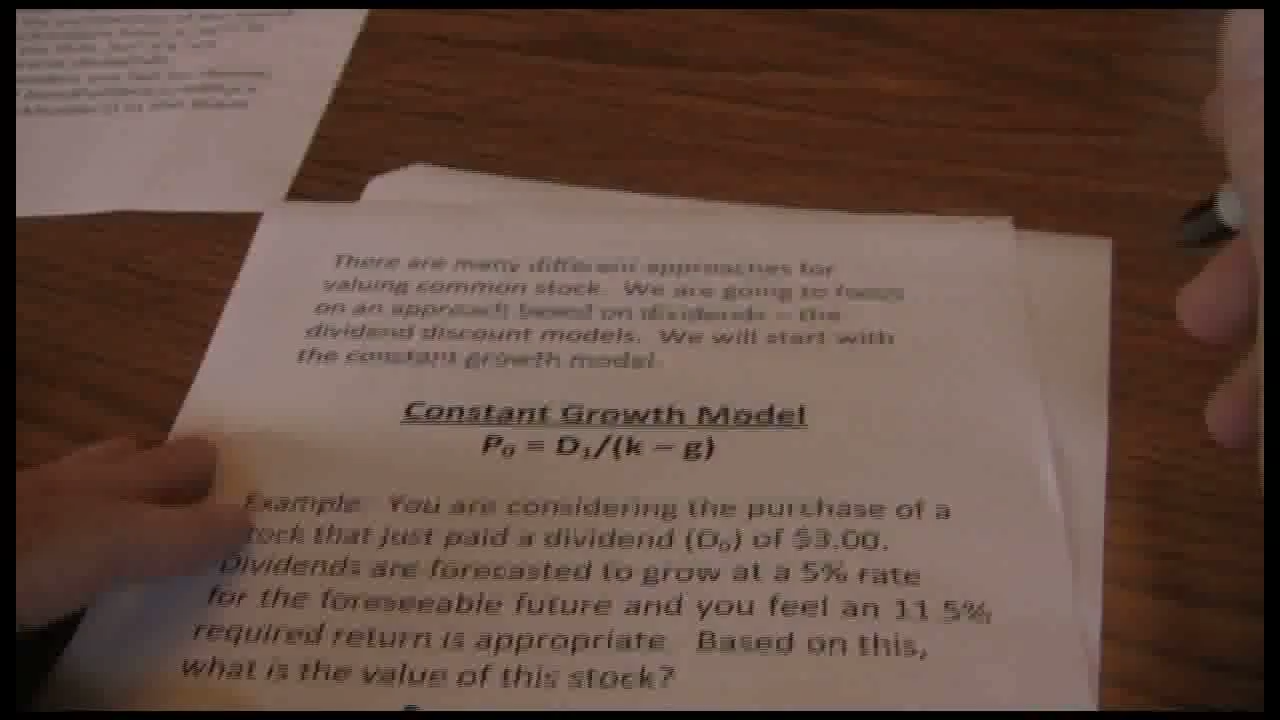 There are many different approaches for
valuing common stock. We are going to focus
on an approach based on dividends – the
dividend discount models. We will start with
the constant growth model.
Constant Growth Model
P₀ = D₁/(k – g)
Example: You are considering the purchase of a
stock that just paid a dividend (D₀) of $3.00.
Dividends are forecasted to grow at a 5% rate
for the foreseeable future and you feel an 11.5%
required return is appropriate. Based on this,
what is the value of this stock?